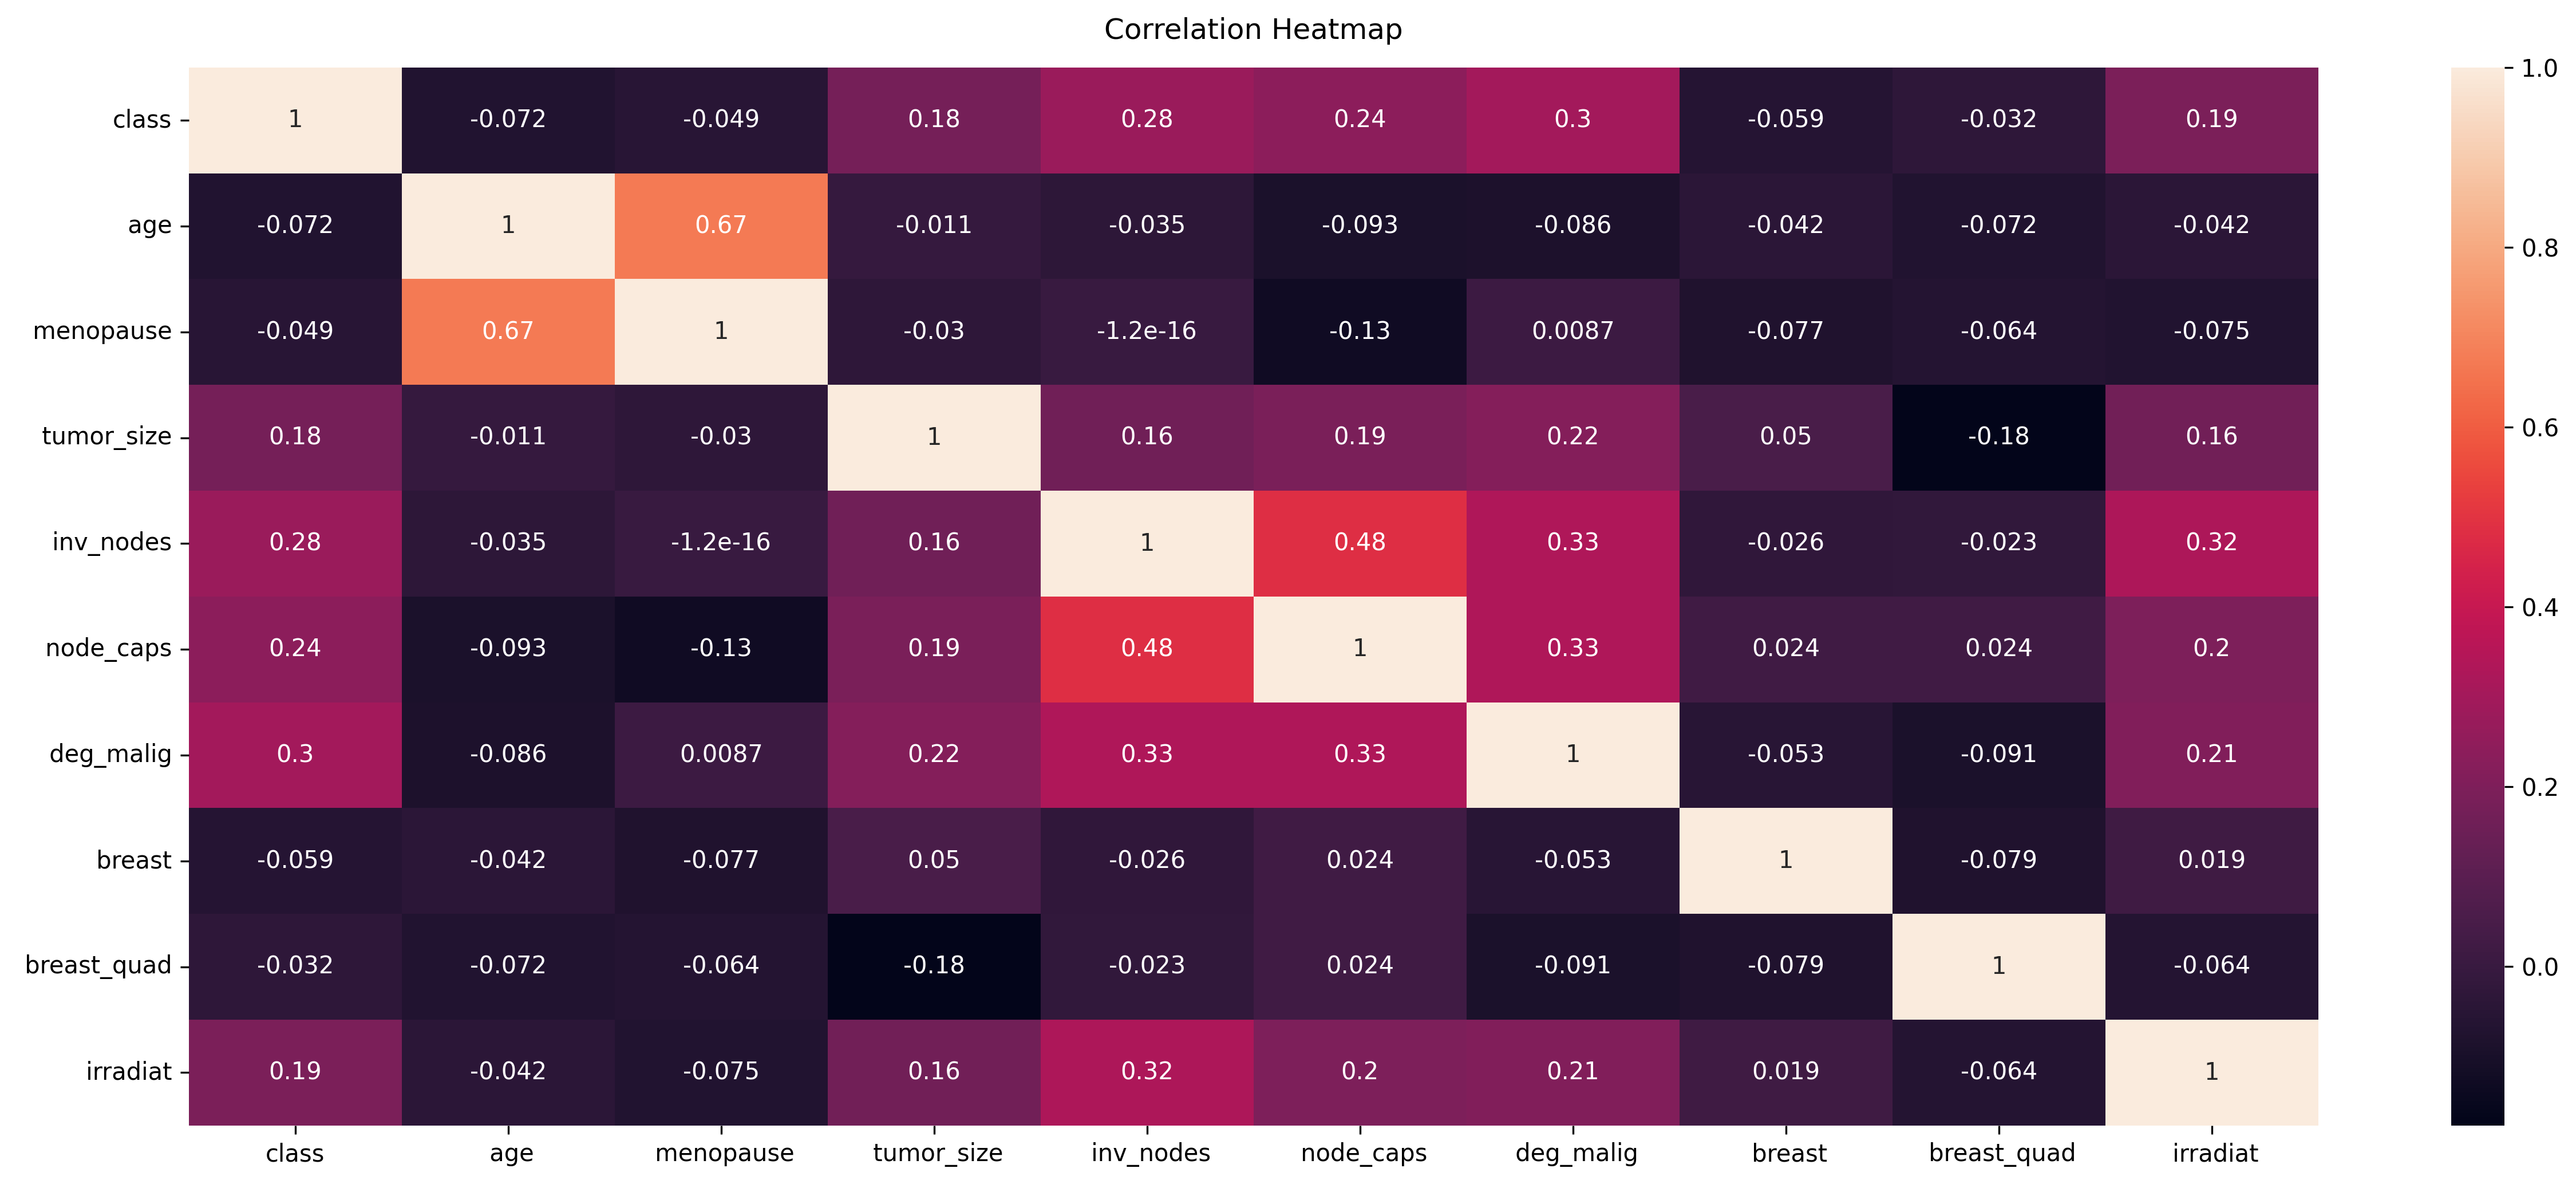 Correlation Heatmap
class 1 -0.072 -0.049 0.18 0.28 0.24 0.3 -0.059 -0.032 0.19
age -0.072 1 0.67 -0.011 -0.035 -0.093 -0.086 -0.042 -0.072 -0.042
menopause -0.049 0.67 1 -0.03 -1.2e-16 -0.13 0.0087 -0.077 -0.064 -0.075
tumor_size 0.18 -0.011 -0.03 1 0.16 0.19 0.22 0.05 -0.18 0.16
inv_nodes 0.28 -0.035 -1.2e-16 0.16 1 0.48 0.33 -0.026 -0.023 0.32
node_caps 0.24 -0.093 -0.13 0.19 0.48 1 0.33 0.024 0.024 0.2
deg_malig 0.3 -0.086 0.0087 0.22 0.33 0.33 1 -0.053 -0.091 0.21
breast -0.059 -0.042 -0.077 0.05 -0.026 0.024 -0.053 1 -0.079 0.019
breast_quad -0.032 -0.072 -0.064 -0.18 -0.023 0.024 -0.091 -0.079 1 -0.064
irradiat 0.19 -0.042 -0.075 0.16 0.32 0.2 0.21 0.019 -0.064 1
class age menopause tumor_size inv_nodes node_caps deg_malig breast breast_quad irradiat
1.0
0.8
0.6
0.4
0.2
0.0